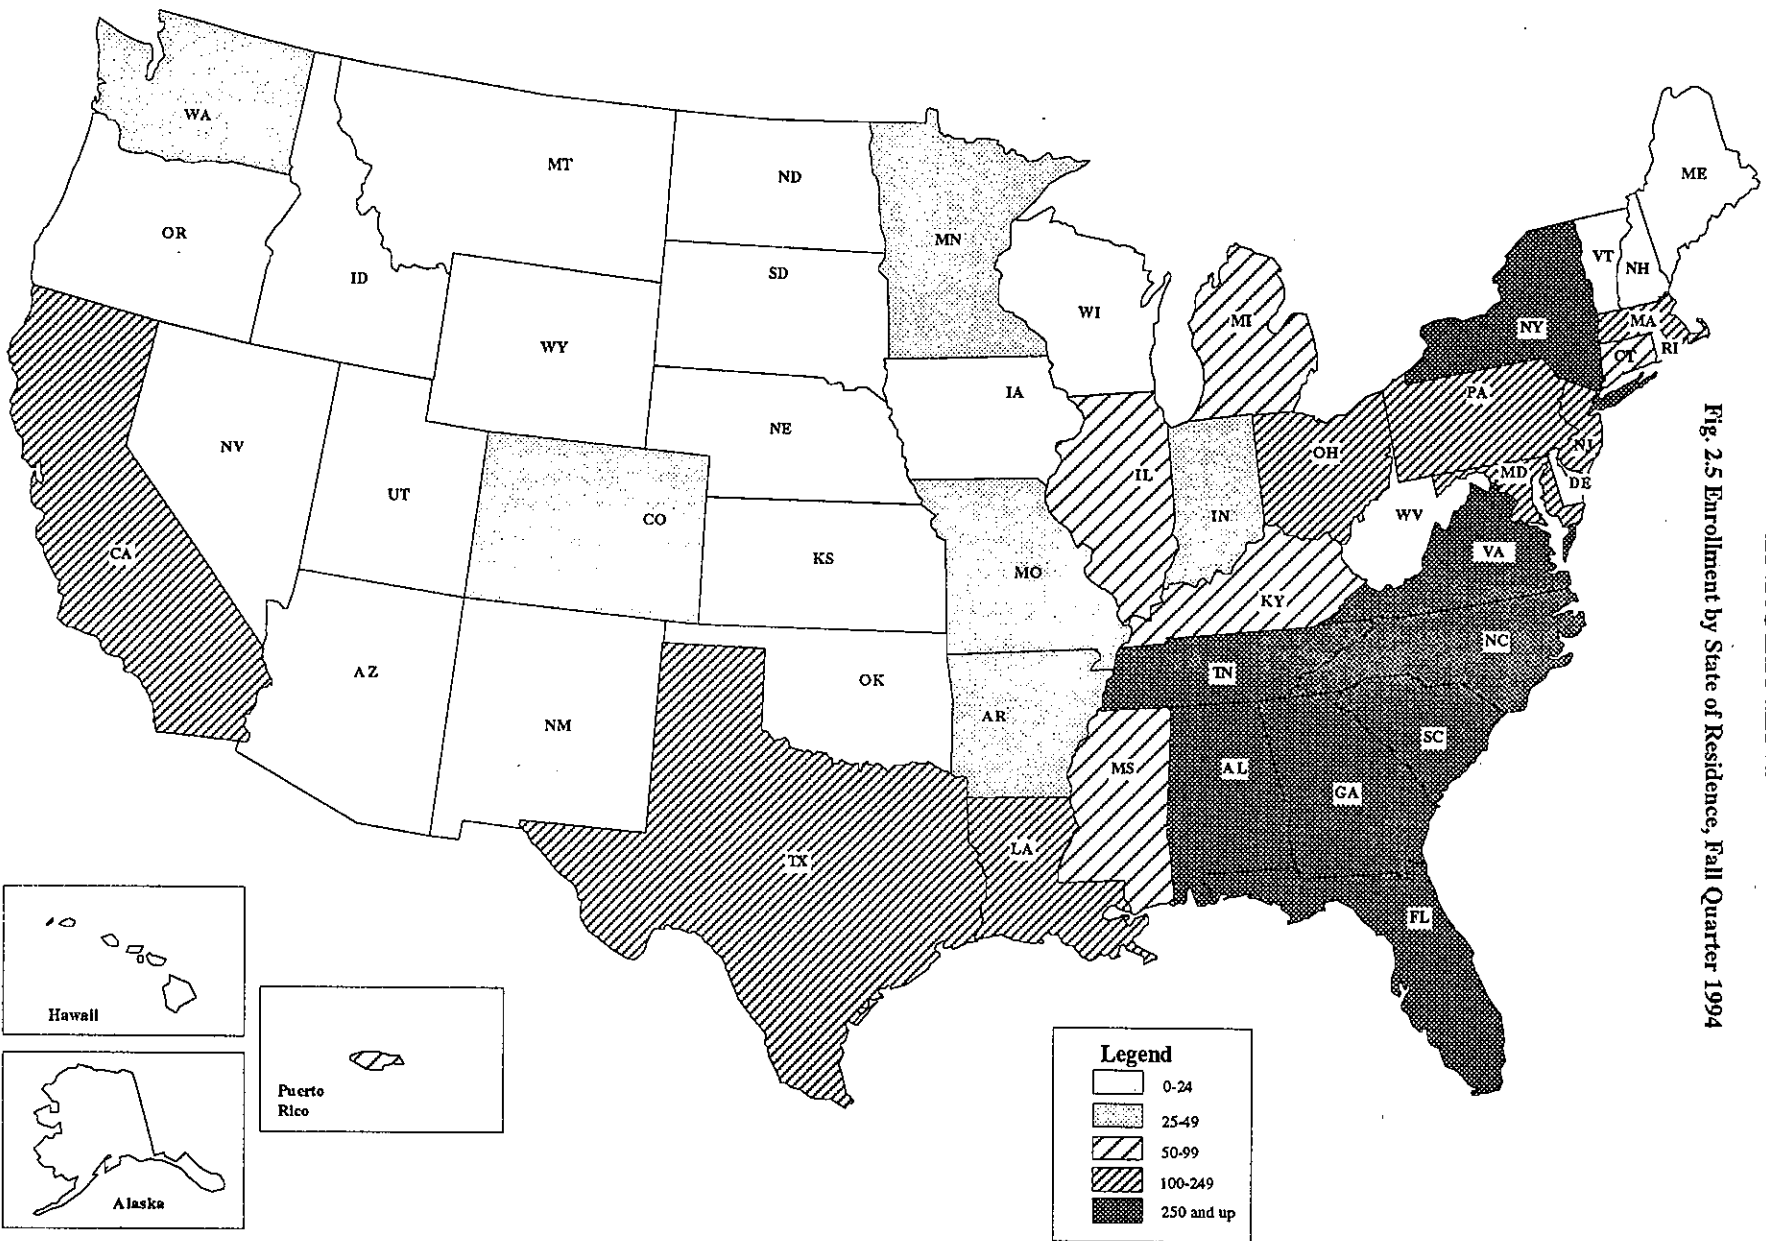 Fig. 2.5 Enrollment by State of Residence, Fall Quarter 1994
WA
MT
ND
MN
ME
OR
ID
SD
WI
MI
VT
NH
WY
NY
MA
RI
CT
IA
PA
NV
NE
NJ
UT
CO
IL
IN
OH
MD
DE
WV
CA
KS
MO
VA
KY
NC
AZ
NM
OK
AR
TN
SC
MS
AL
GA
TX
LA
FL
Hawaii
Puerto
Rico
Alaska
Legend
0-24
25-49
50-99
100-249
250 and up